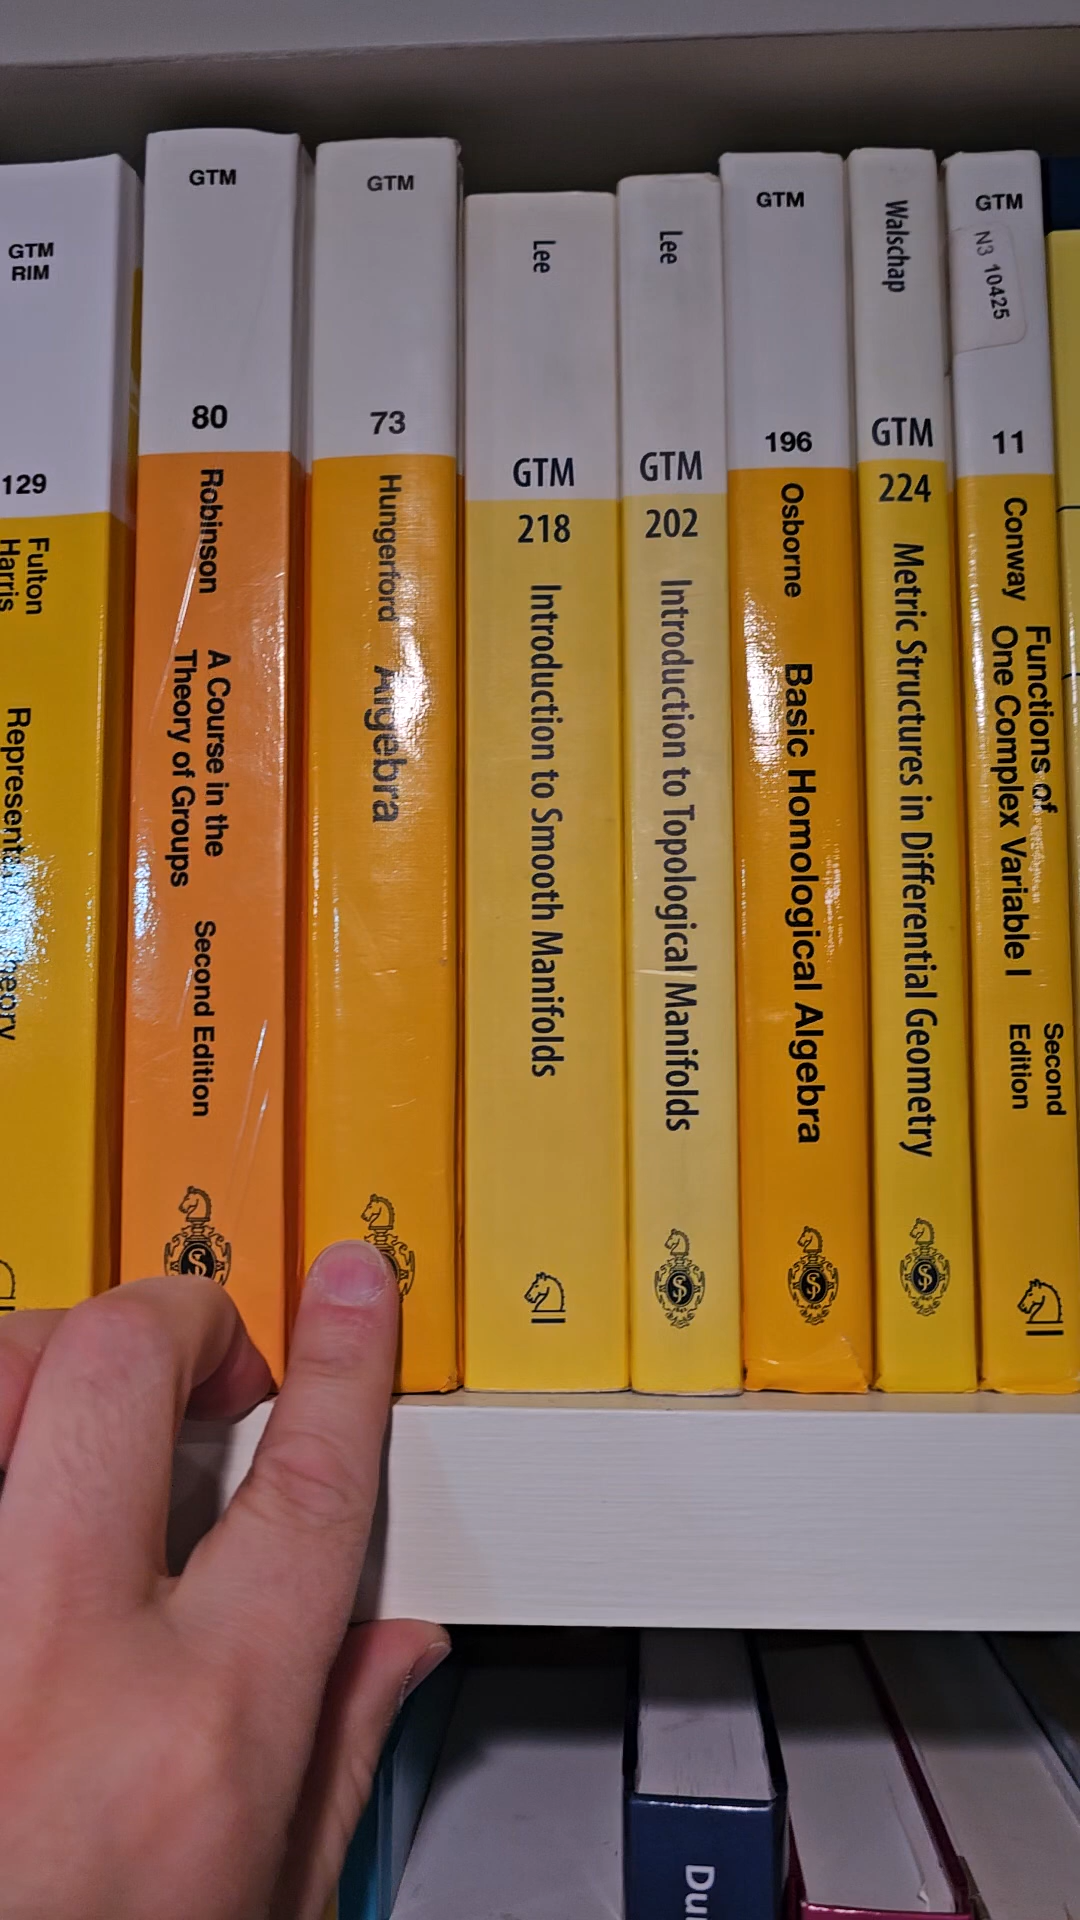 GTM
RIM
129
Fulton
Harris
GTM
80
Robinson
A Course in the
Theory of Groups
Second Edition
GTM
73
Hungerford
Algebra
Lee
GTM
218
Introduction to Smooth Manifolds
Lee
GTM
202
Introduction to Topological Manifolds
GTM
196
Osborne
Basic Homological Algebra
Walschap
GTM
224
Metric Structures in Differential Geometry
GTM
N3 10425
11
Conway
Functions of
One Complex Variable I
Second
Edition